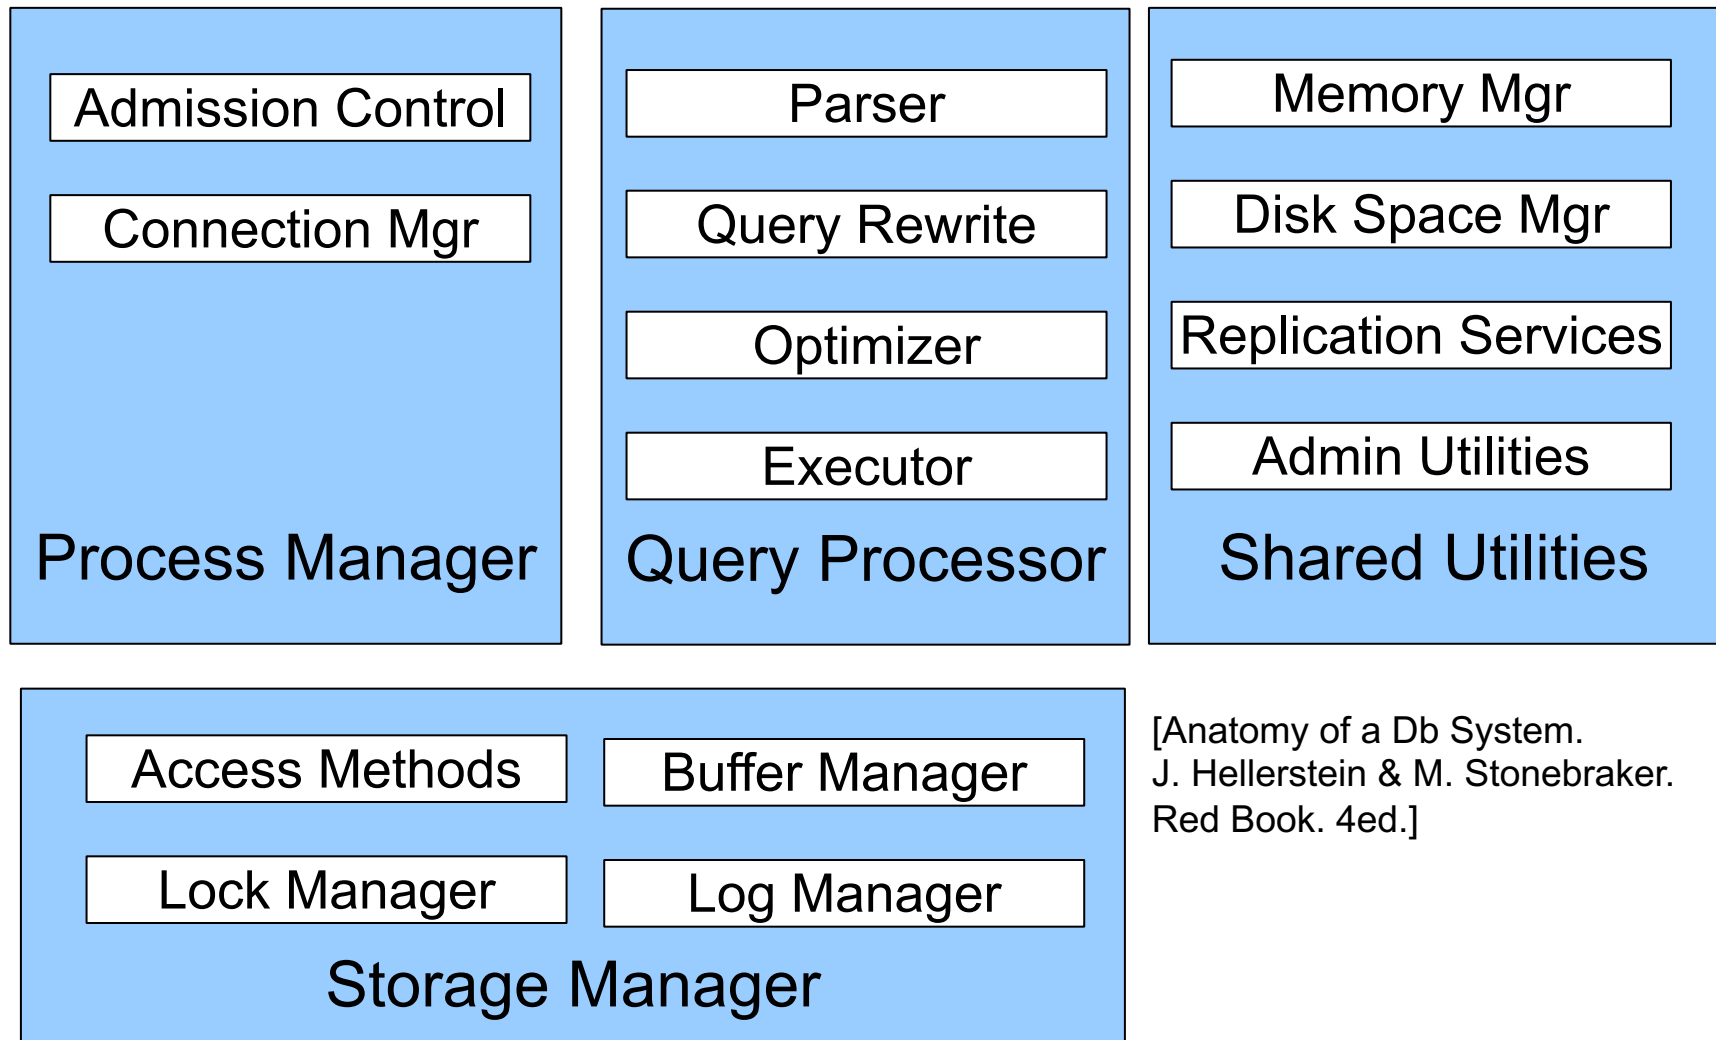 Admission Control
Connection Mgr
Process Manager
Parser
Query Rewrite
Optimizer
Executor
Query Processor
Memory Mgr
Disk Space Mgr
Replication Services
Admin Utilities
Shared Utilities
Access Methods
Buffer Manager
Lock Manager
Log Manager
Storage Manager
[Anatomy of a Db System.
J. Hellerstein & M. Stonebraker.
Red Book. 4ed.]